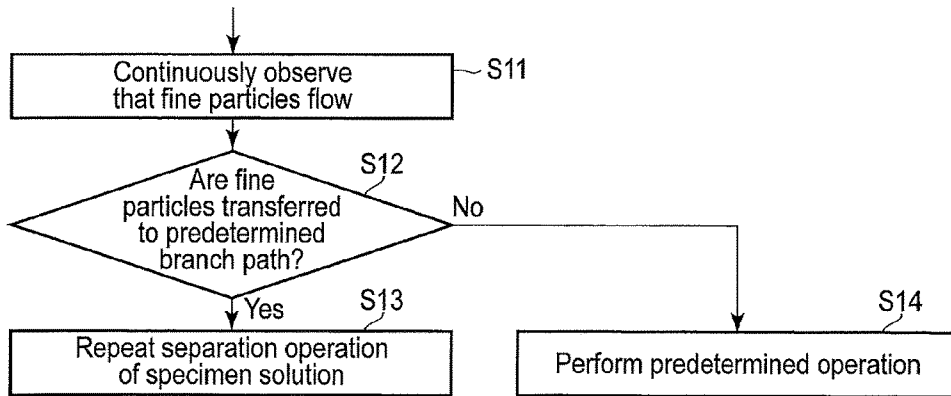 Continuously observe
that fine particles flow
S11
S12
Are fine
particles transferred
to predetermined
branch path?
No
Yes
S13
Repeat separation operation
of specimen solution
S14
Perform predetermined operation